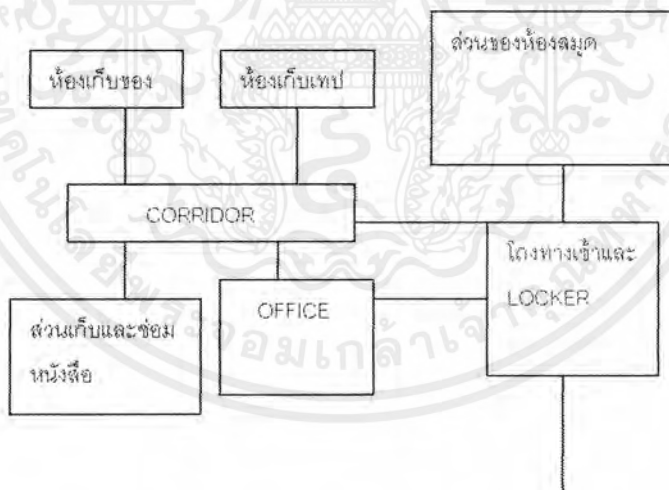 ส่วนของห้องสมุด
ห้องเก็บของ
ห้องเก็บเทป
CORRIDOR
โถงทางเข้าและ
LOCKER
OFFICE
ส่วนเก็บและซ่อม
หนังสือ